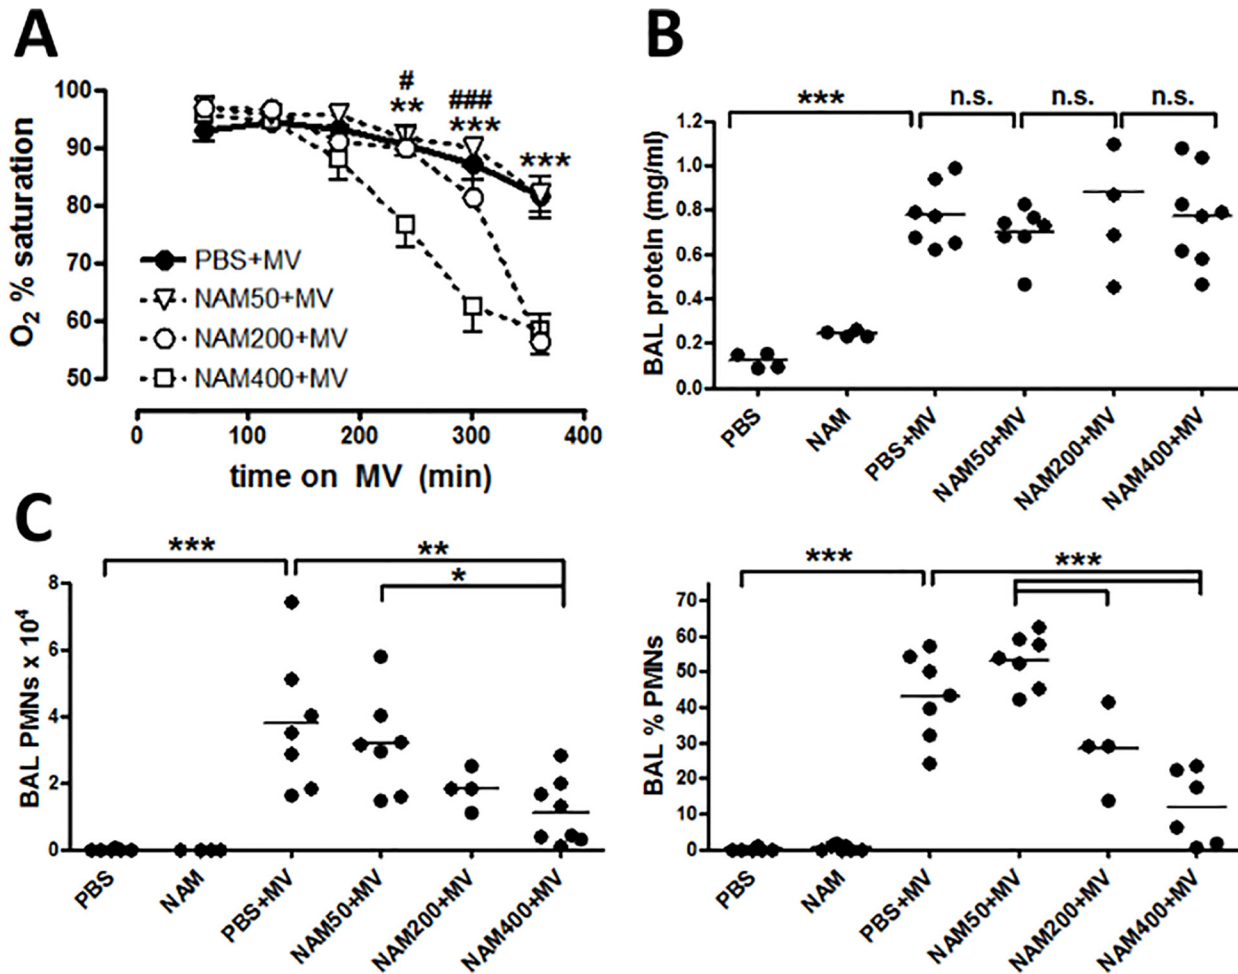 A
#
**
###
***
***
100
90
80
70
60
50
O2 % saturation
PBS+MV
NAM50+MV
NAM200+MV
NAM400+MV
0
100
200
300
400
time on MV (min)
B
***
n.s.
n.s.
n.s.
1.2
1.0
0.8
0.6
0.4
0.2
0.0
BAL protein (mg/ml)
PBS
NAM
PBS+MV
NAM50+MV
NAM200+MV
NAM400+MV
C
***
**
*
8
6
4
2
0
BAL PMNs x 10⁴
PBS
NAM
PBS+MV
NAM50+MV
NAM200+MV
NAM400+MV
***
***
70
60
50
40
30
20
10
0
BAL % PMNs
PBS
NAM
PBS+MV
NAM50+MV
NAM200+MV
NAM400+MV